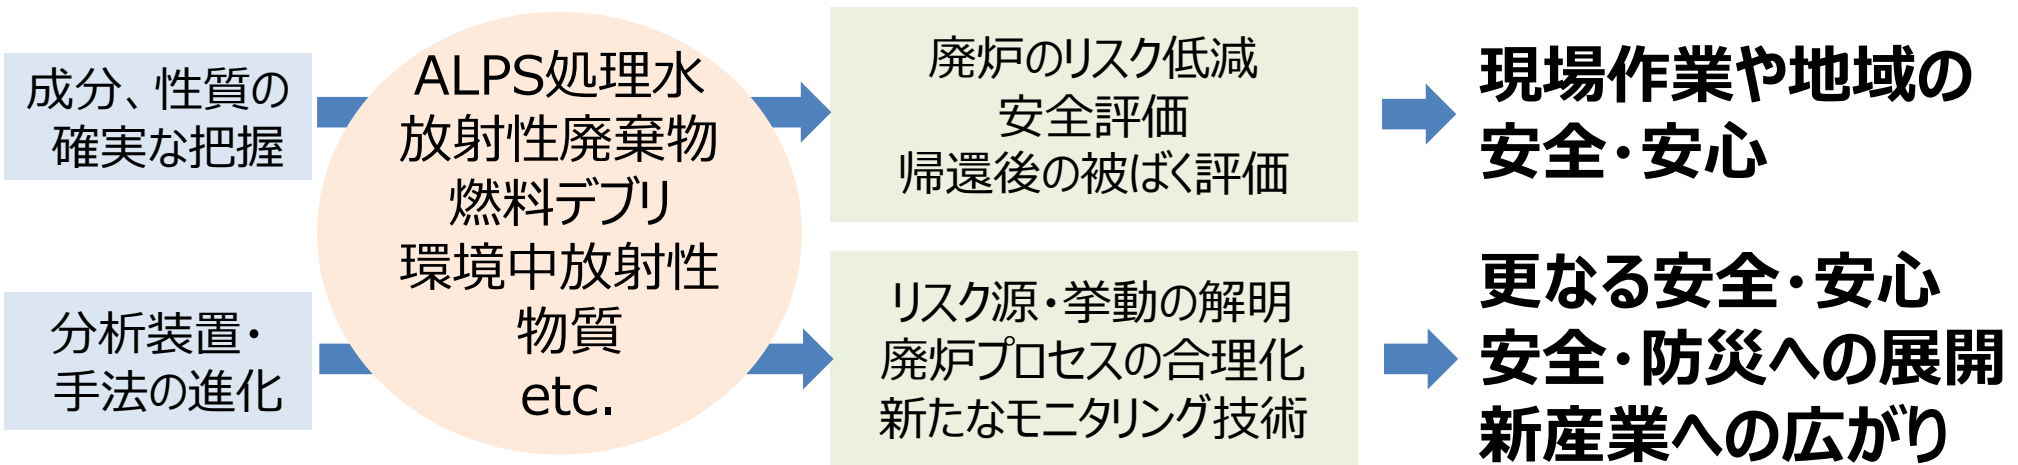 成分、性質の
確実な把握
分析装置・
手法の進化
ALPS処理水
放射性廃棄物
燃料デブリ
環境中放射性
物質
etc.
廃炉のリスク低減
安全評価
帰還後の被ばく評価
リスク源・挙動の解明
廃炉プロセスの合理化
新たなモニタリング技術
現場作業や地域の
安全・安心
更なる安全・安心
安全・防災への展開
新産業への広がり